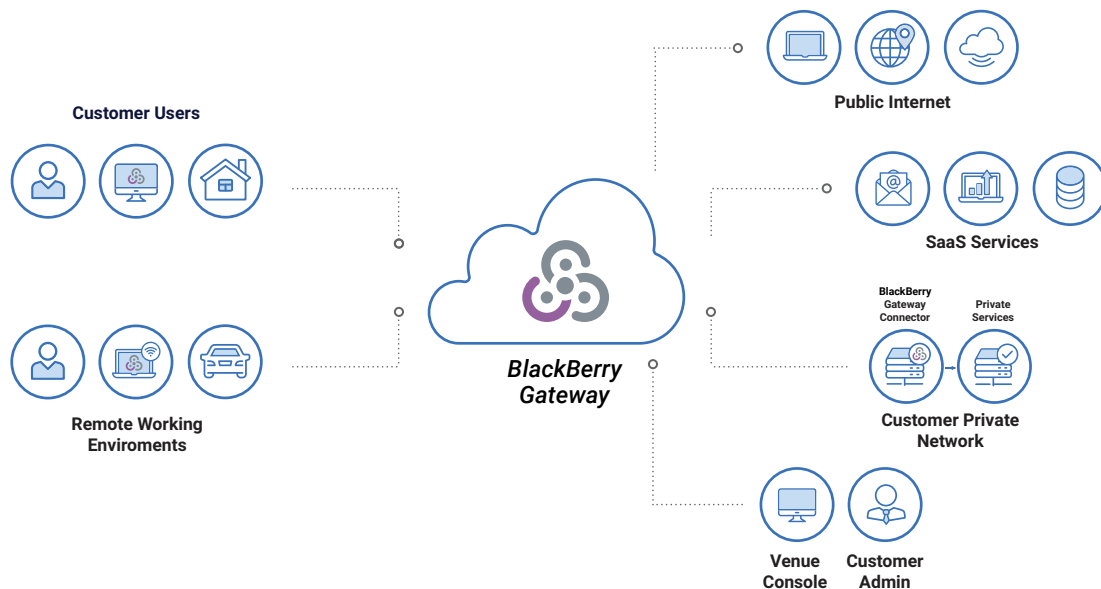 Public Internet
Customer Users
SaaS Services
BlackBerry
Gateway
Connector
Private
Services
BlackBerry
Gateway
Remote Working
Enviroments
Customer Private
Network
Venue
Console
Customer
Admin
@